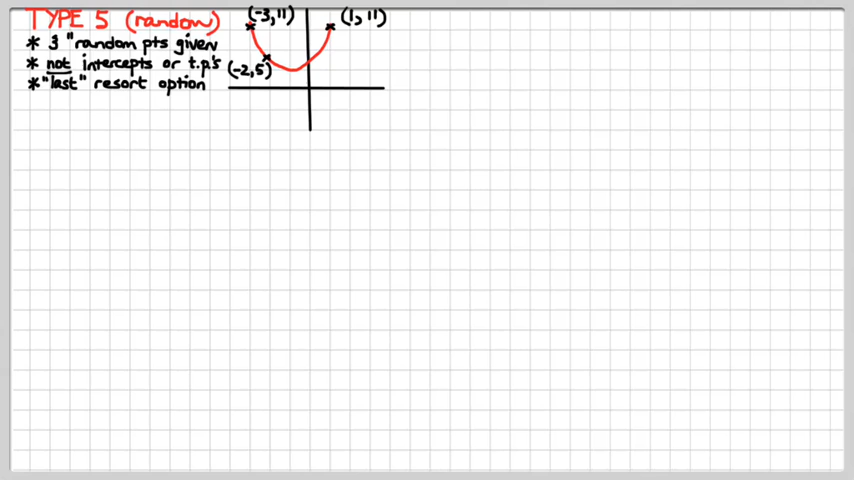 TYPE 5 (random)
* 3 "random pts given
* not intercepts or t.p's
* "last" resort option
(-3,11)
(1,11)
(-2,5)